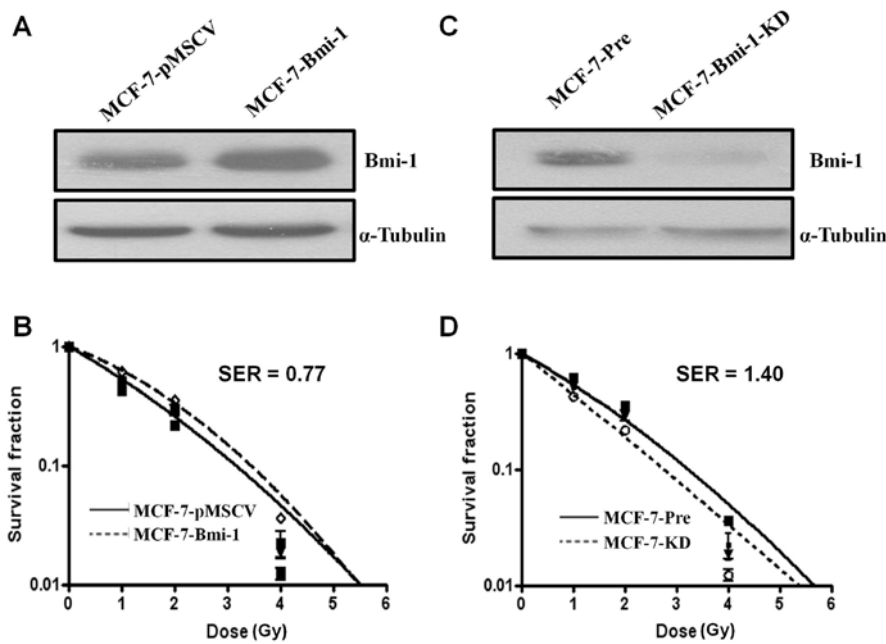 A
MCF-7-pMSCV
MCF-7-Bmi-1
Bmi-1
α-Tubulin
C
MCF-7-Pre
MCF-7-Bmi-1-KD
Bmi-1
α-Tubulin
B
SER = 0.77
Survival fraction
1
0.1
0.01
MCF-7-pMSCV
MCF-7-Bmi-1
0 1 2 3 4 5 6
Dose (Gy)
D
SER = 1.40
Survival fraction
1
0.1
0.01
MCF-7-Pre
MCF-7-KD
0 1 2 3 4 5 6
Dose (Gy)